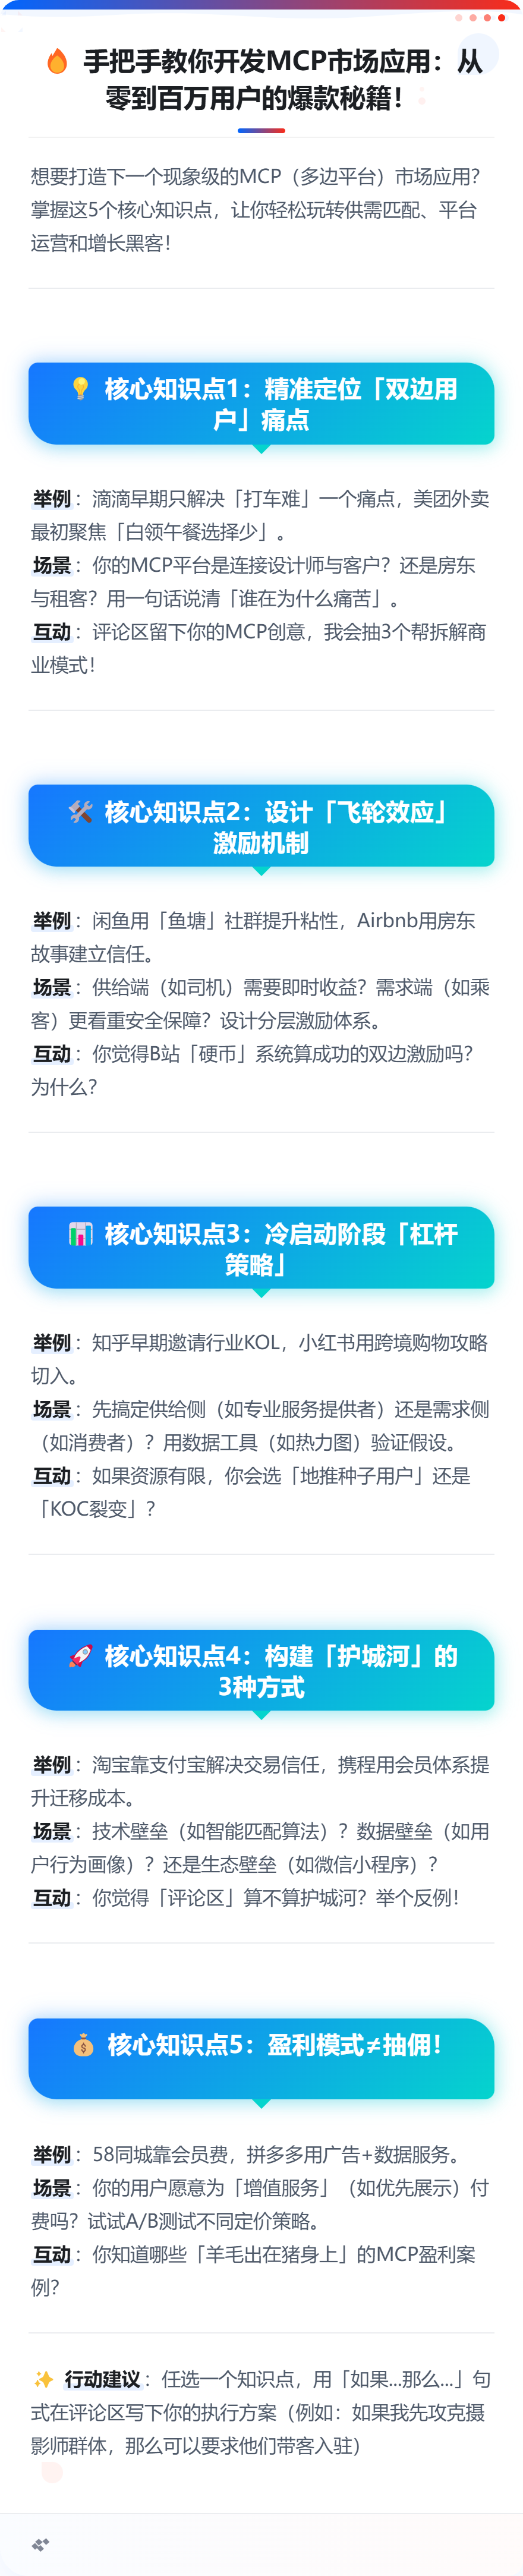 🔥 手把手教你开发MCP市场应用：从
零到百万用户的爆款秘籍！
想要打造下一个现象级的MCP（多边平台）市场应用？
掌握这5个核心知识点，让你轻松玩转供需匹配、平台
运营和增长黑客！
💡 核心知识点1：精准定位「双边用
户」痛点
举例：滴滴早期只解决「打车难」一个痛点，美团外卖
最初聚焦「白领午餐选择少」。
场景：你的MCP平台是连接设计师与客户？还是房东
与租客？用一句话说清「谁在为什么痛苦」。
互动：评论区留下你的MCP创意，我会抽3个帮拆解商
业模式！
🛠️ 核心知识点2：设计「飞轮效应」
激励机制
举例：闲鱼用「鱼塘」社群提升粘性，Airbnb用房东
故事建立信任。
场景：供给端（如司机）需要即时收益？需求端（如乘
客）更看重安全保障？设计分层激励体系。
互动：你觉得B站「硬币」系统算成功的双边激励吗？
为什么？
📊 核心知识点3：冷启动阶段「杠杆
策略」
举例：知乎早期邀请行业KOL，小红书用跨境购物攻略
切入。
场景：先搞定供给侧（如专业服务提供者）还是需求侧
（如消费者）？用数据工具（如热力图）验证假设。
互动：如果资源有限，你会选「地推种子用户」还是
「KOC裂变」？
🚀 核心知识点4：构建「护城河」的
3种方式
举例：淘宝靠支付宝解决交易信任，携程用会员体系提
升迁移成本。
场景：技术壁垒（如智能匹配算法）？数据壁垒（如用
户行为画像）？还是生态壁垒（如微信小程序）？
互动：你觉得「评论区」算不算护城河？举个反例！
💰 核心知识点5：盈利模式≠抽佣！
举例：58同城靠会员费，拼多多用广告+数据服务。
场景：你的用户愿意为「增值服务」（如优先展示）付
费吗？试试A/B测试不同定价策略。
互动：你知道哪些「羊毛出在猪身上」的MCP盈利案
例？
✨ 行动建议：任选一个知识点，用「如果...那么...」句
式在评论区写下你的执行方案（例如：如果我先攻克摄
影师群体，那么可以要求他们带客入驻）